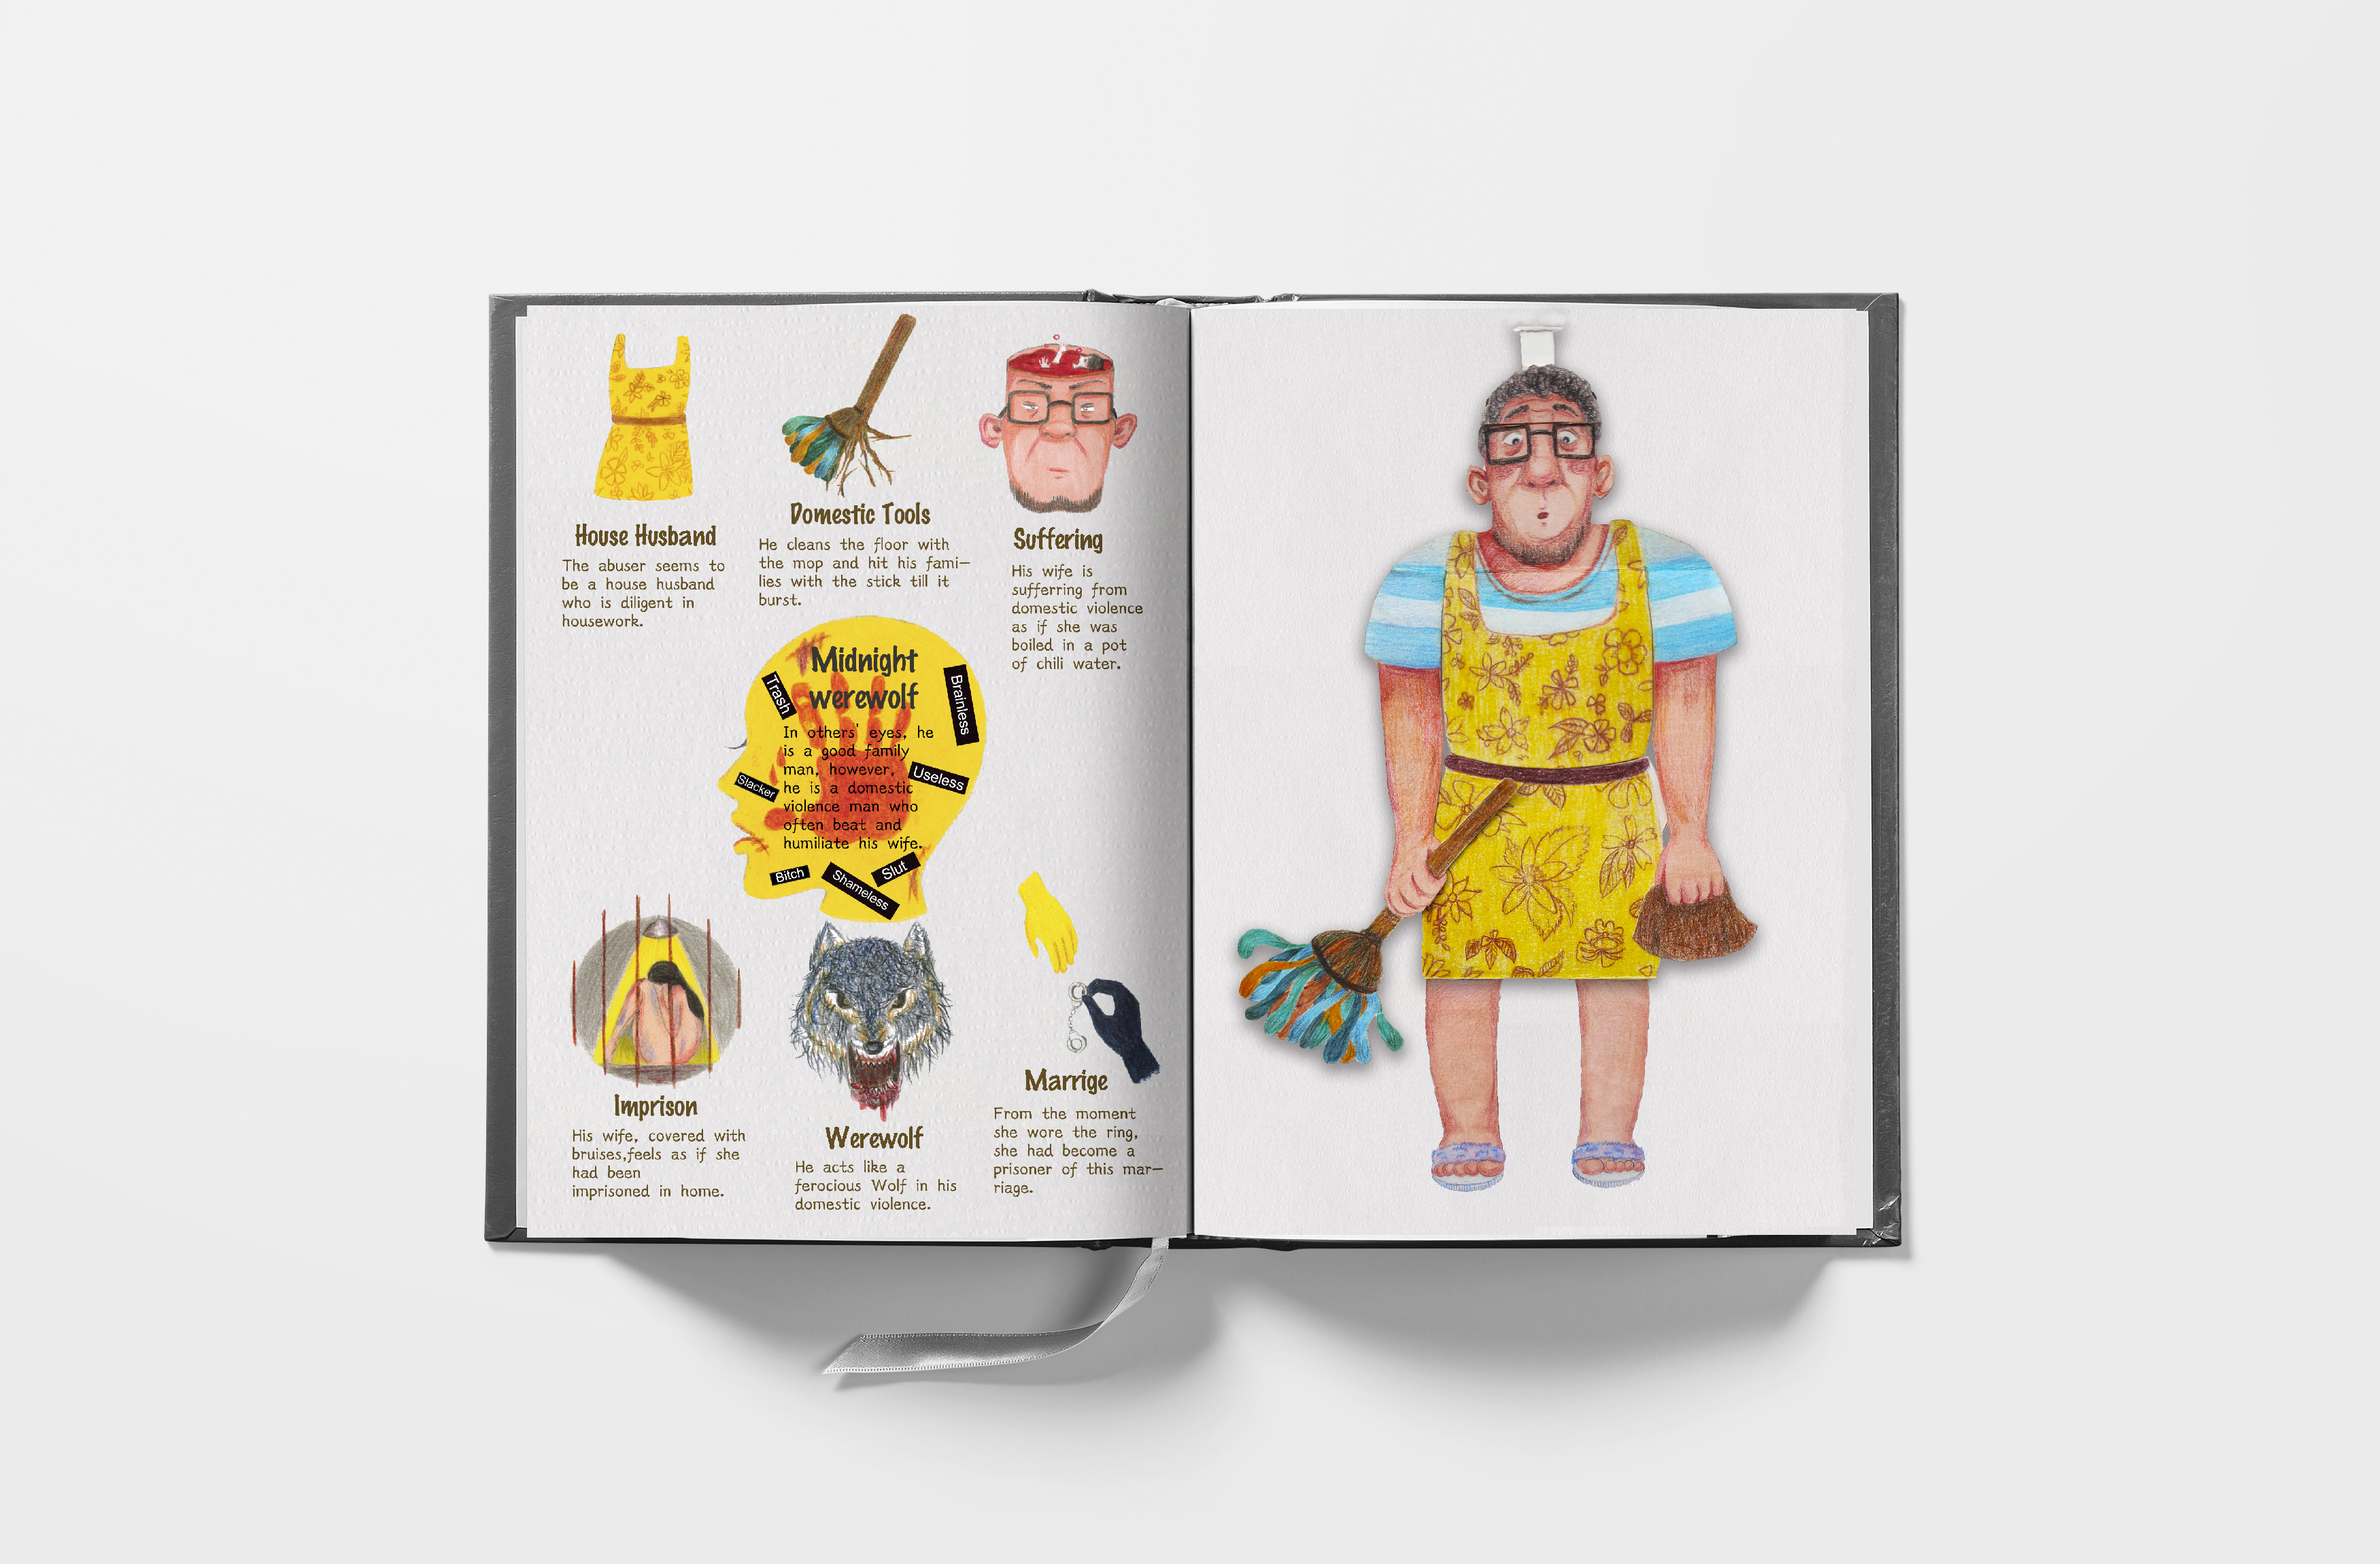 House Husband
The abuser seems to
be a house husband
who is diligent in
housework.
Domestic Tools
He cleans the floor with
the mop and hit his fami-
lies with the stick till it
burst.
Suffering
His wife is
sufferring from
domestic violence
as if she was
boiled in a pot
of chili water.
Midnight
werewolf
In others' eyes, he
is a good family
man, however,
he is a domestic
violence man who
often beat and
humiliate his wife.
Trash
Brainless
Slacker
Useless
Bitch
Shameless
Slut
Imprison
His wife, covered with
bruises,feels as if she
had been
imprisoned in home.
Werewolf
He acts like a
ferocious Wolf in his
domestic violence.
Marrige
From the moment
she wore the ring,
she had become a
prisoner of this mar-
riage.